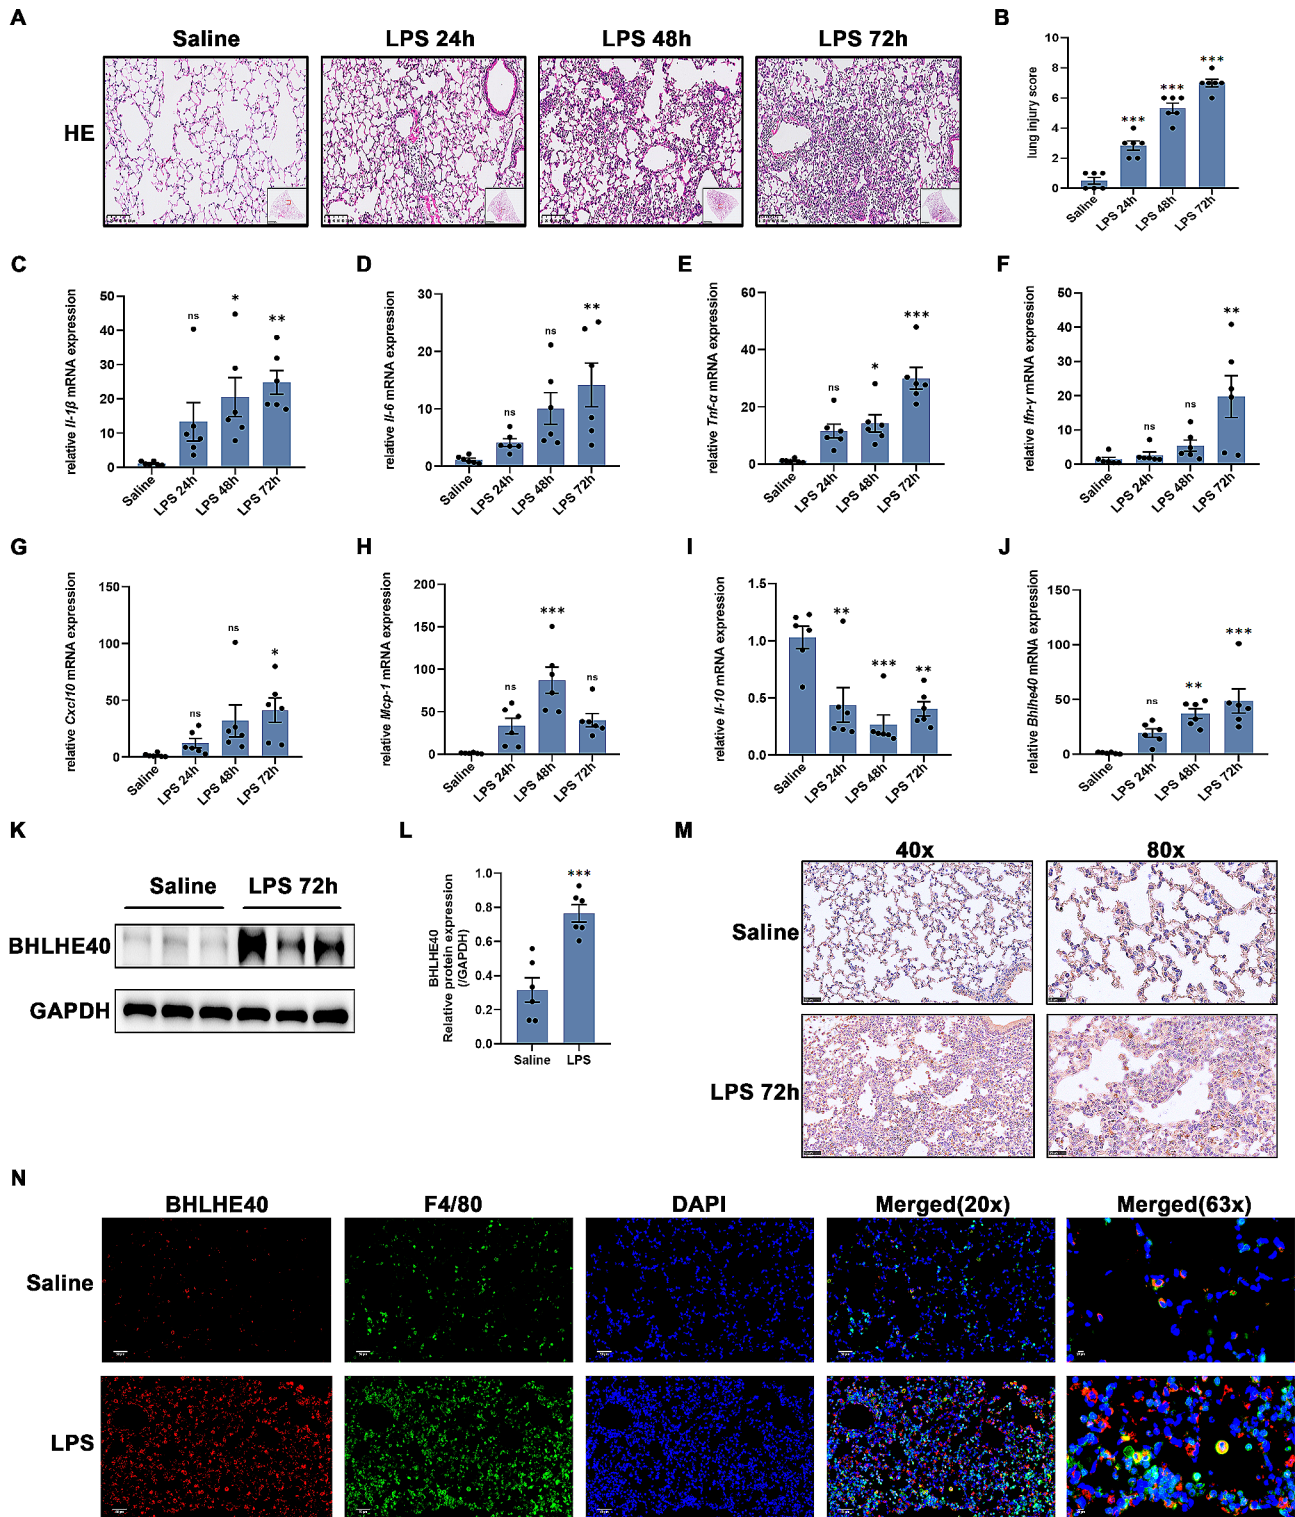 A
Saline
LPS 24h
LPS 48h
LPS 72h
HE
B
lung injury score
10
8
6
4
2
0
***
***
***
Saline
LPS 24h
LPS 48h
LPS 72h
C
relative Il-1β mRNA expression
50
40
30
20
10
0
ns
*
**
Saline
LPS 24h
LPS 48h
LPS 72h
D
relative Il-6 mRNA expression
30
20
10
0
ns
ns
**
Saline
LPS 24h
LPS 48h
LPS 72h
E
relative Tnf-α mRNA expression
60
40
20
0
ns
*
***
Saline
LPS 24h
LPS 48h
LPS 72h
F
relative Ifn-γ mRNA expression
50
40
30
20
10
0
ns
ns
**
Saline
LPS 24h
LPS 48h
LPS 72h
G
relative Cxcl10 mRNA expression
150
100
50
0
ns
ns
*
Saline
LPS 24h
LPS 48h
LPS 72h
H
relative Mcp-1 mRNA expression
200
150
100
50
0
ns
***
ns
Saline
LPS 24h
LPS 48h
LPS 72h
I
relative Il-10 mRNA expression
1.5
1.0
0.5
0.0
**
***
**
Saline
LPS 24h
LPS 48h
LPS 72h
J
relative Bhlhe40 mRNA expression
150
100
50
0
ns
**
***
Saline
LPS 24h
LPS 48h
LPS 72h
K
Saline
LPS 72h
BHLHE40
GAPDH
L
BHLHE40
Relative protein expression
(/GAPDH)
1.0
0.8
0.6
0.4
0.2
0.0
***
Saline
LPS
M
40x
80x
Saline
LPS 72h
N
BHLHE40
F4/80
DAPI
Merged(20x)
Merged(63x)
Saline
LPS